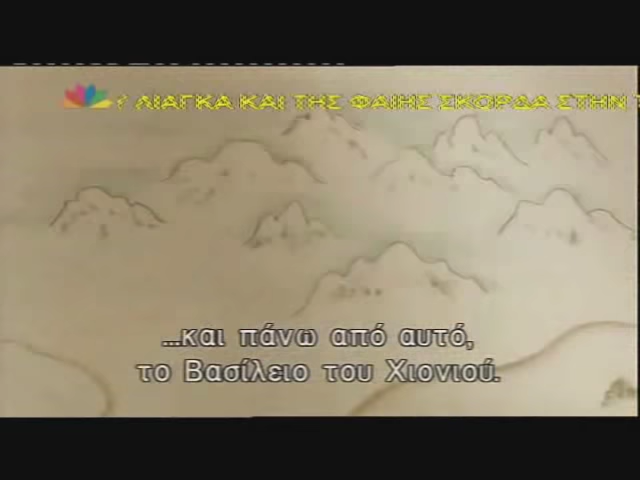 ΛΙΑΓΚΑ ΚΑΙ ΤΗΣ ΦΑΙΗΣ ΣΚΟΡΔΑ ΣΤΗΝ
...και πάνω από αυτό,
το Βασίλειο του Χιονιού.